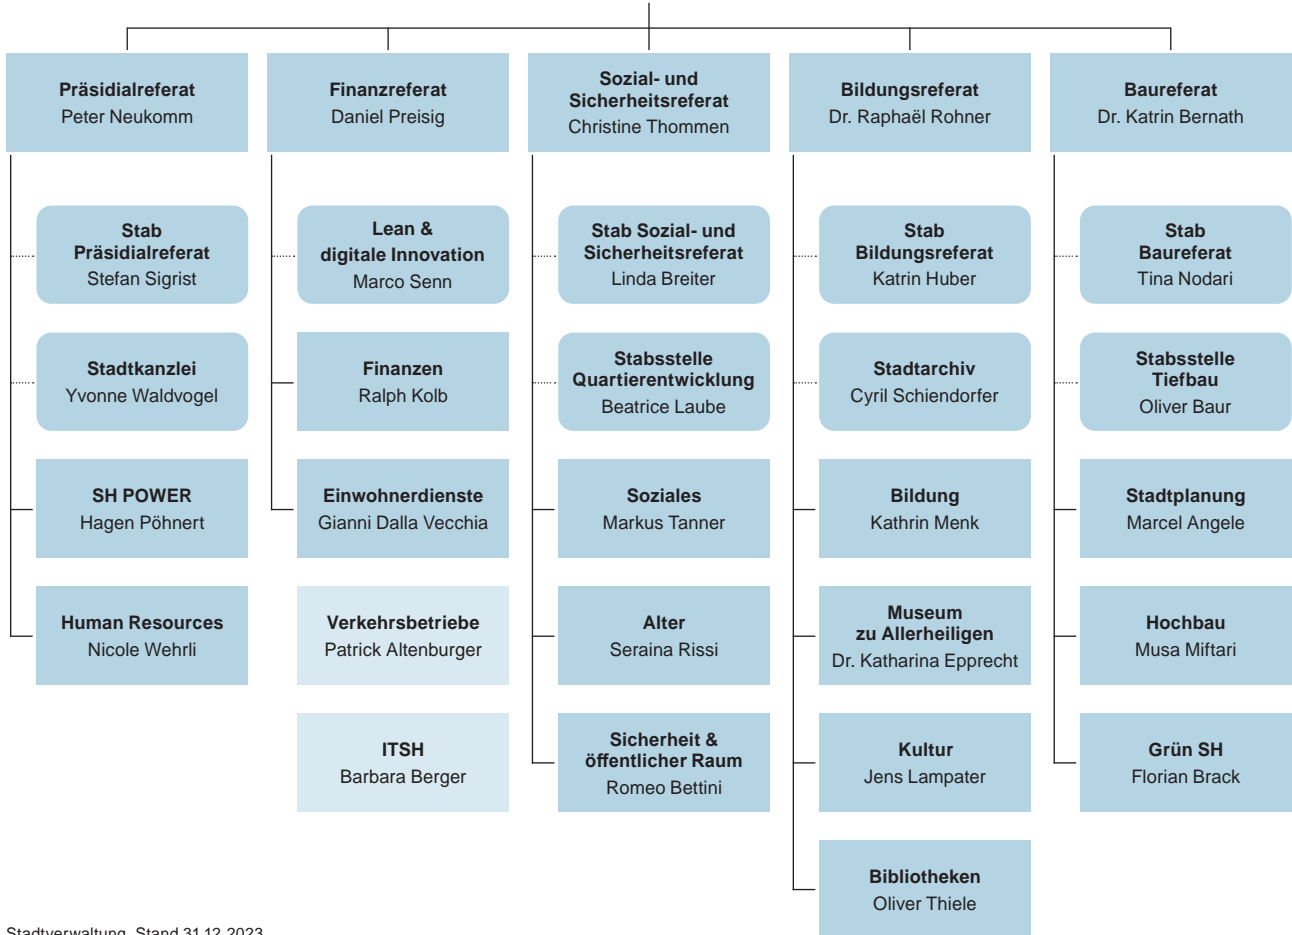 Präsidialreferat
Peter Neukomm
Finanzreferat
Daniel Preisig
Sozial- und
Sicherheitsreferat
Christine Thommen
Bildungsreferat
Dr. Raphaël Rohner
Baureferat
Dr. Katrin Bernath
Stab
Präsidialreferat
Stefan Sigrist
Lean &
digitale Innovation
Marco Senn
Stab Sozial- und
Sicherheitsreferat
Linda Breiter
Stab
Bildungsreferat
Katrin Huber
Stab
Baureferat
Tina Nodari
Stadtkanzlei
Yvonne Waldvogel
Finanzen
Ralph Kolb
Stabsstelle
Quartierentwicklung
Beatrice Laube
Stadtarchiv
Cyril Schiendorfer
Stabsstelle
Tiefbau
Oliver Baur
SH POWER
Hagen Pöhnert
Einwohnerdienste
Gianni Dalla Vecchia
Soziales
Markus Tanner
Bildung
Kathrin Menk
Stadtplanung
Marcel Angele
Human Resources
Nicole Wehrli
Verkehrsbetriebe
Patrick Altenburger
Alter
Seraina Rissi
Museum
zu Allerheiligen
Dr. Katharina Epprecht
Hochbau
Musa Miftari
ITSH
Barbara Berger
Sicherheit &
öffentlicher Raum
Romeo Bettini
Kultur
Jens Lampater
Grün SH
Florian Brack
Bibliotheken
Oliver Thiele
Stadtverwaltung, Stand 31.12.2023